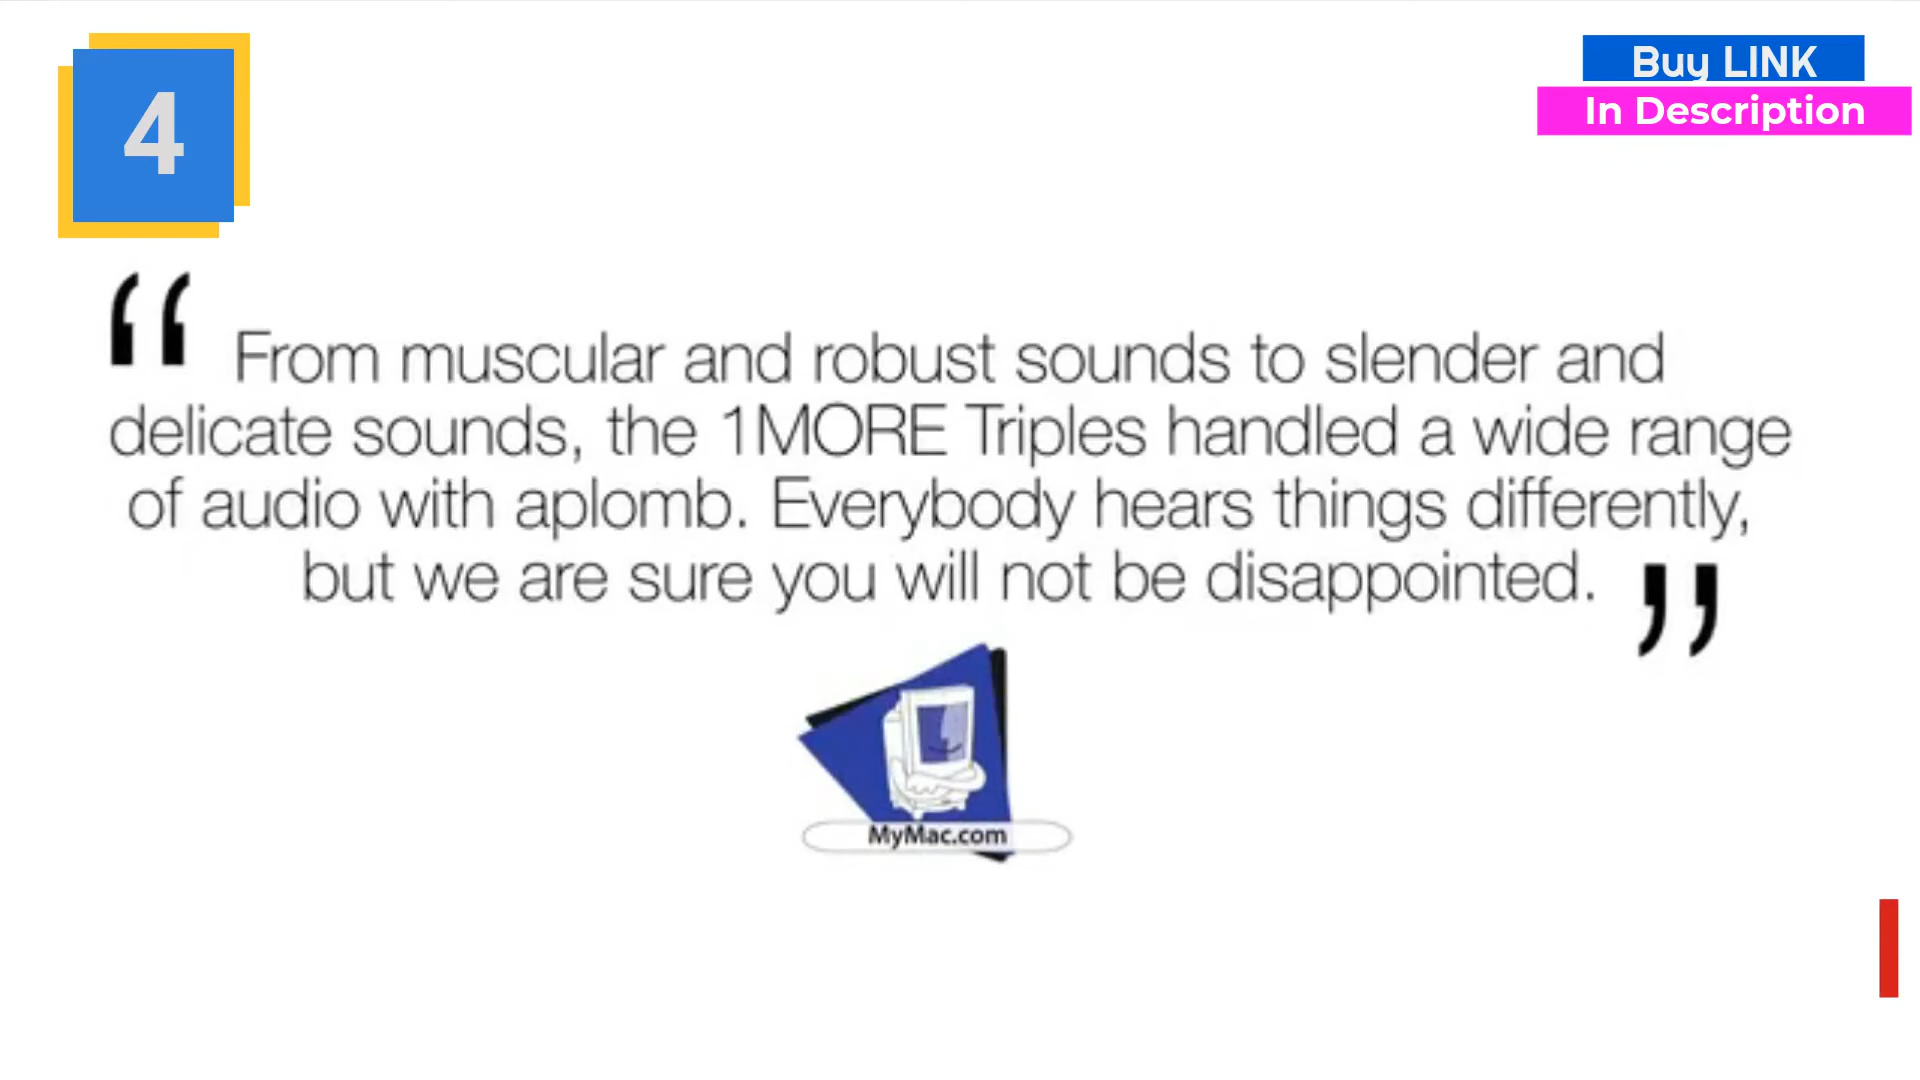 4
Buy LINK
In Description
“From muscular and robust sounds to slender and
delicate sounds, the 1MORE Triples handled a wide range
of audio with aplomb. Everybody hears things differently,
but we are sure you will not be disappointed.”
MyMac.com